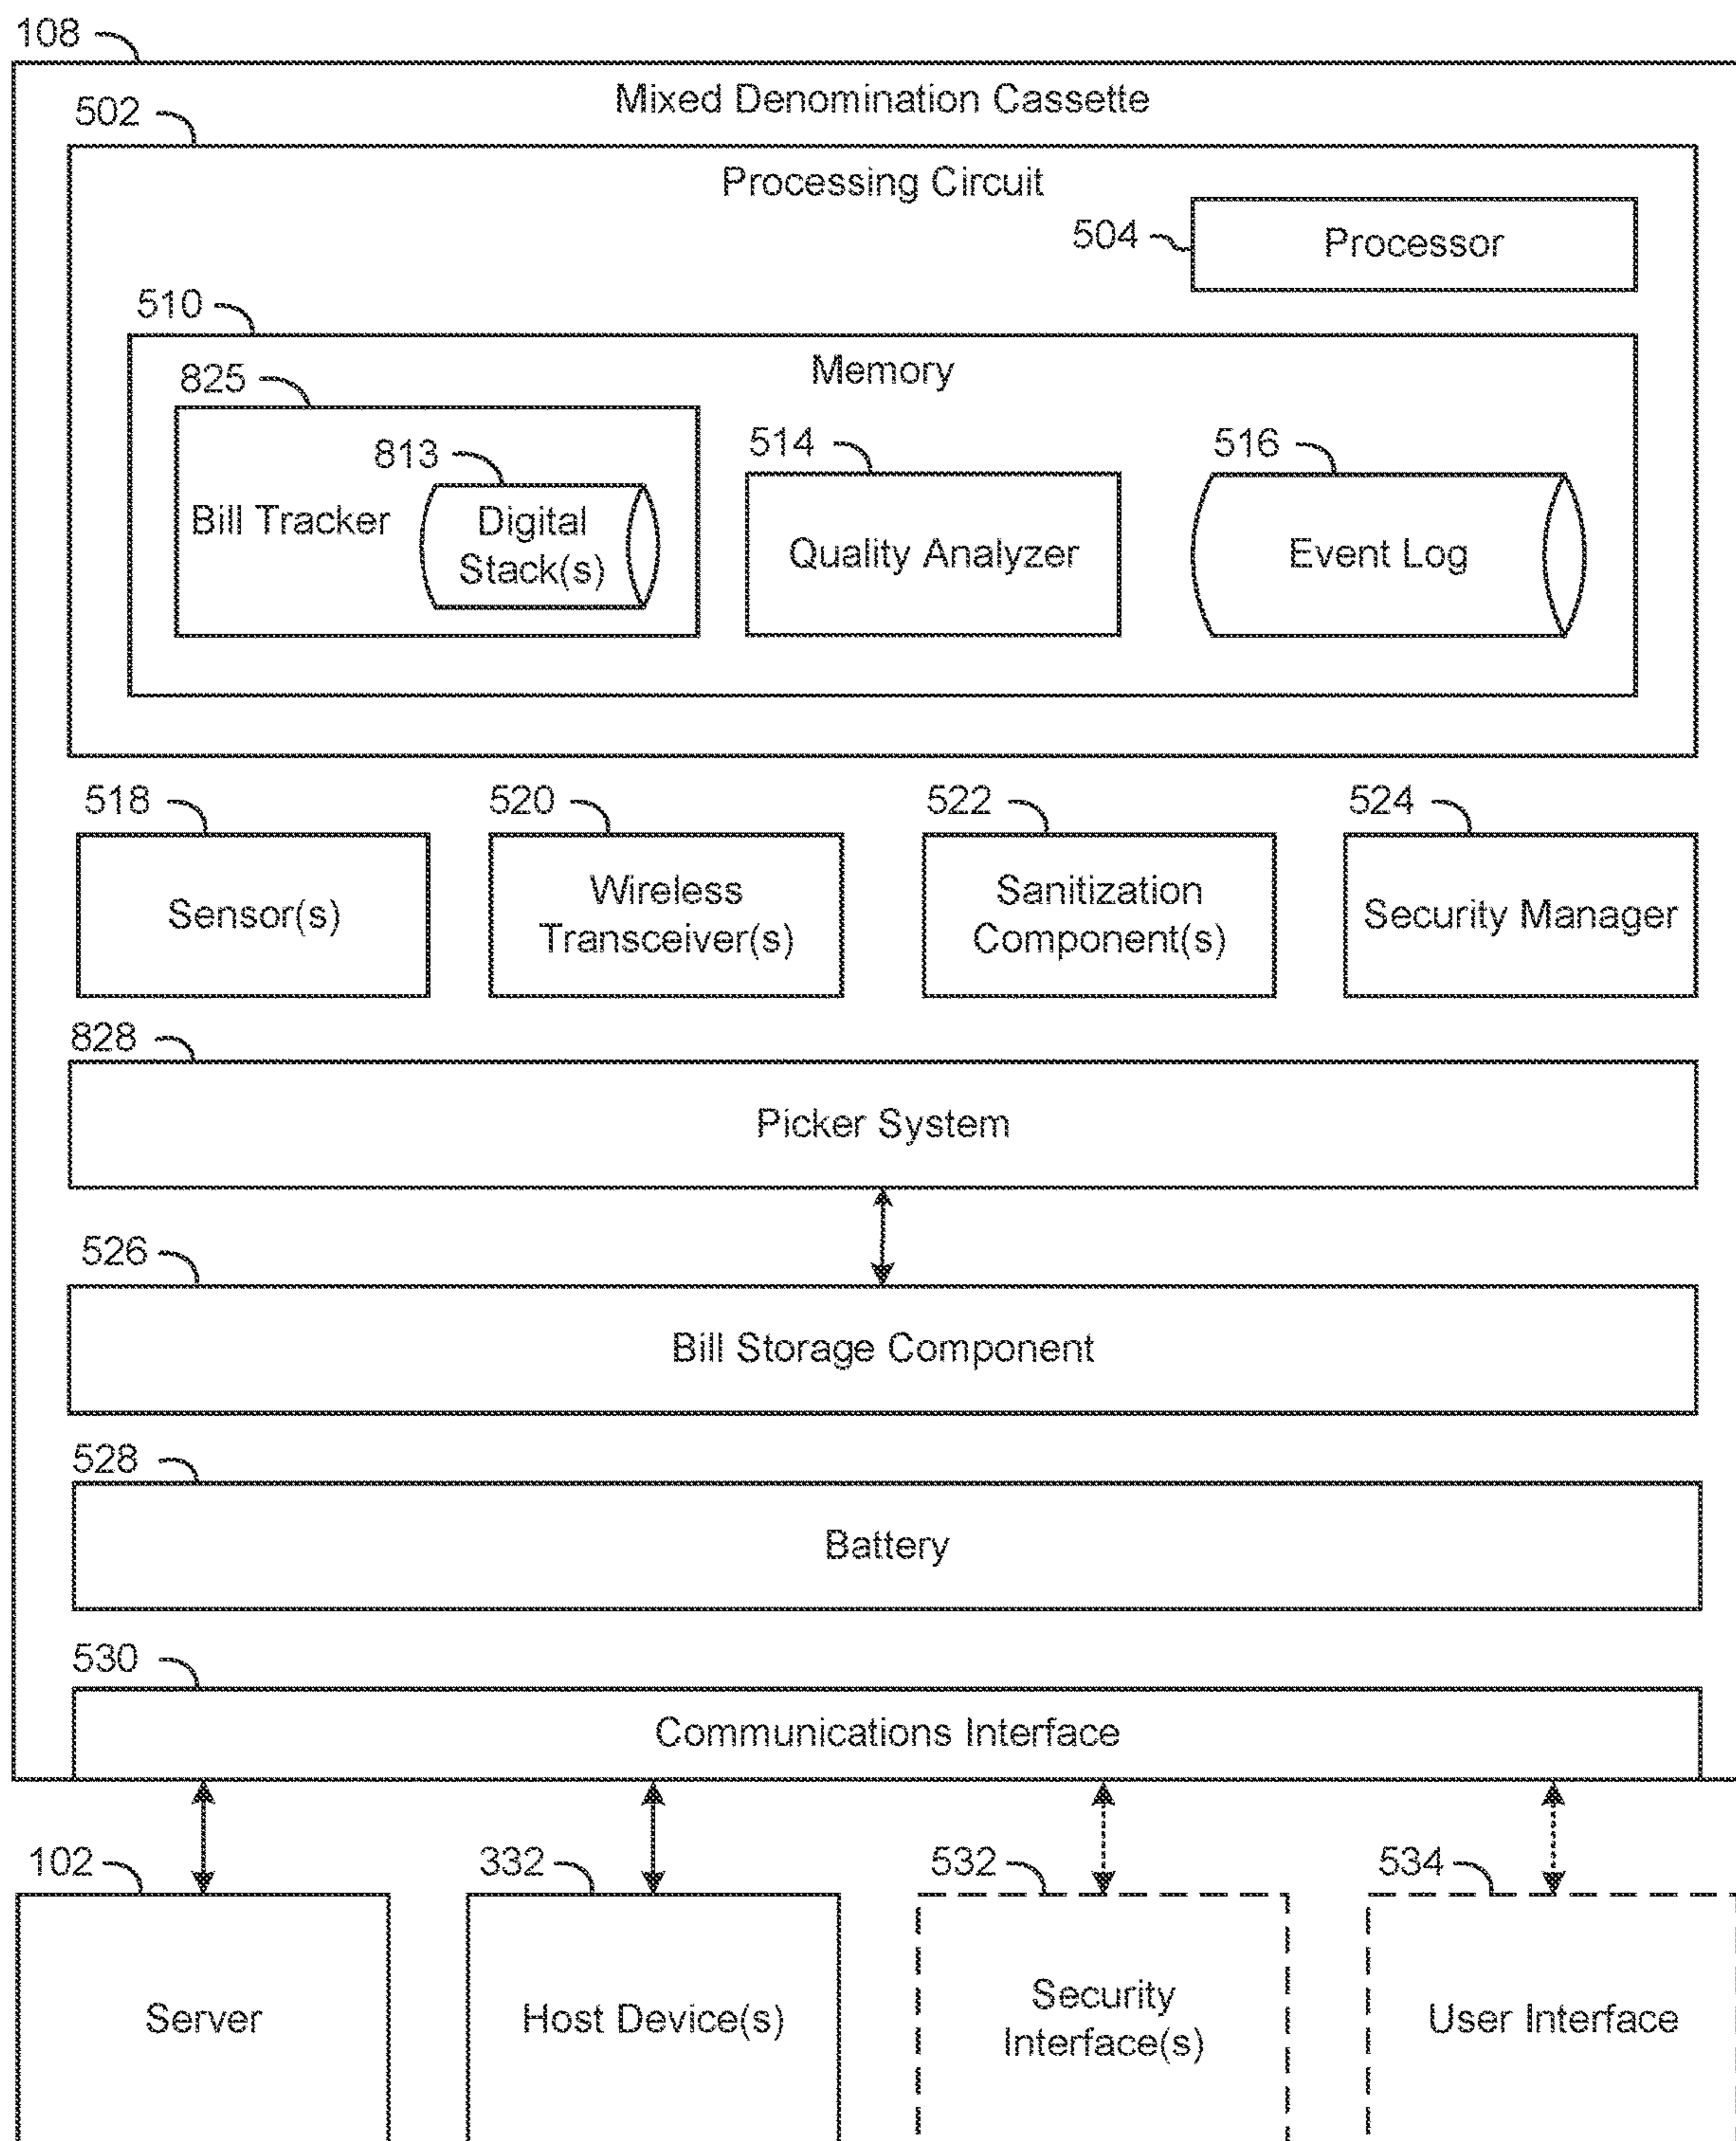 108
Mixed Denomination Cassette
502
Processing Circuit
504
Processor
510
Memory
825
813
514
516
Bill Tracker
Digital
Stack(s)
Quality Analyzer
Event Log
518
520
522
524
Sensor(s)
Wireless
Transceiver(s)
Sanitization
Component(s)
Security Manager
828
Picker System
526
Bill Storage Component
528
Battery
530
Communications Interface
102
332
532
534
Server
Host Device(s)
Security
Interface(s)
User Interface